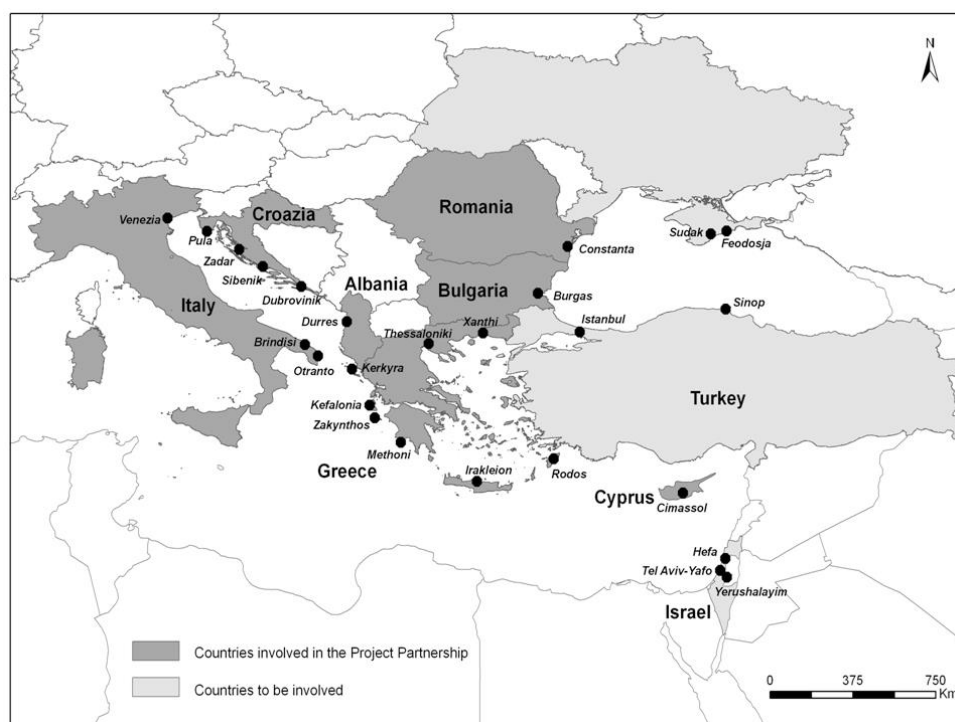 N
Venezia
Croazia
Romania
Pula
Sudak
Feodosja
Zadar
Constanta
Sibenik
Albania
Dubrovinik
Bulgaria
Burgas
Sinop
Italy
Durres
Xanthi
Istanbul
Thessaloniki
Brindisi
Otranto
Kerkyra
Turkey
Kefalonia
Zakynthos
Methoni
Greece
Irakleion
Rodos
Cyprus
Cimassol
Hefa
Tel Aviv-Yafo
Yerushalayim
Israel
Countries involved in the Project Partnership
Countries to be involved
0 375 750
Km